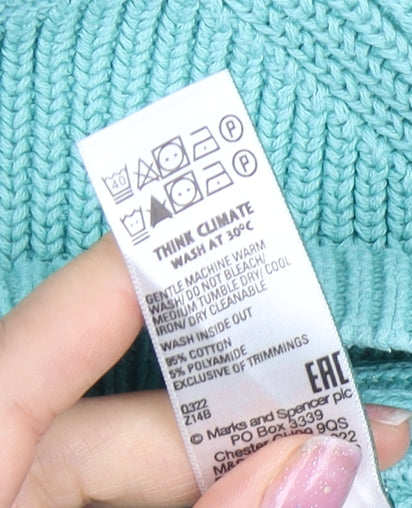 40 P
P
THINK CLIMATE
WASH AT 30°C
GENTLE MACHINE WARM
WASH/ DO NOT BLEACH/
MEDIUM TUMBLE DRY/ COOL
IRON/ DRY CLEANABLE
WASH INSIDE OUT
95% COTTON
5% POLYAMIDE
EXCLUSIVE OF TRIMMINGS
EAC
0322
Z14B
© Marks and Spencer plc
PO Box 3339
Chester 9QS
M&S